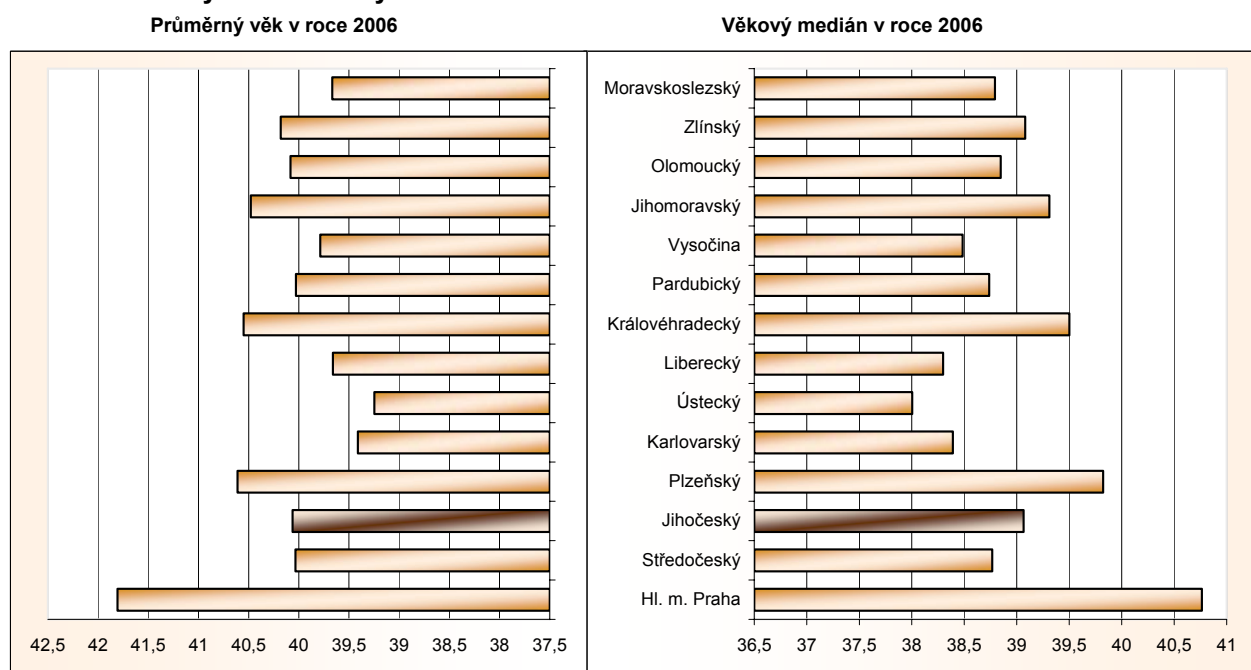 Průměrný věk v roce 2006
Věkový medián v roce 2006
Moravskoslezský
Zlínský
Olomoucký
Jihomoravský
Vysočina
Pardubický
Královéhradecký
Liberecký
Ústecký
Karlovarský
Plzeňský
Jihočeský
Středočeský
Hl. m. Praha
42,5 42 41,5 41 40,5 40 39,5 39 38,5 38 37,5
36,5 37 37,5 38 38,5 39 39,5 40 40,5 41